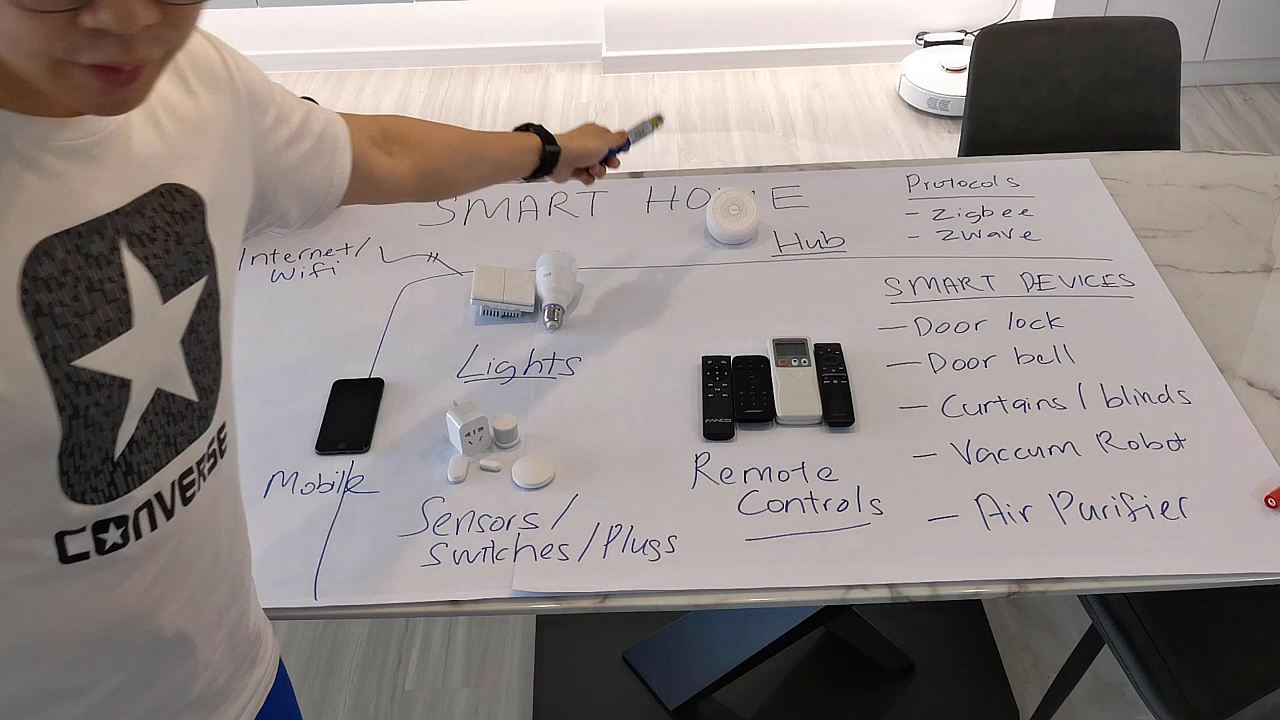 SMART HOME
Protocols
- Zigbee
- Zwave
Internet/
Wifi
Hub
SMART DEVICES
- Door lock
- Door bell
- Curtains / blinds
- Vaccum Robot
- Air Purifier
Lights
Mobile
Sensors/
Switches/Plugs
Remote
Controls
FANCO
CONVERSE